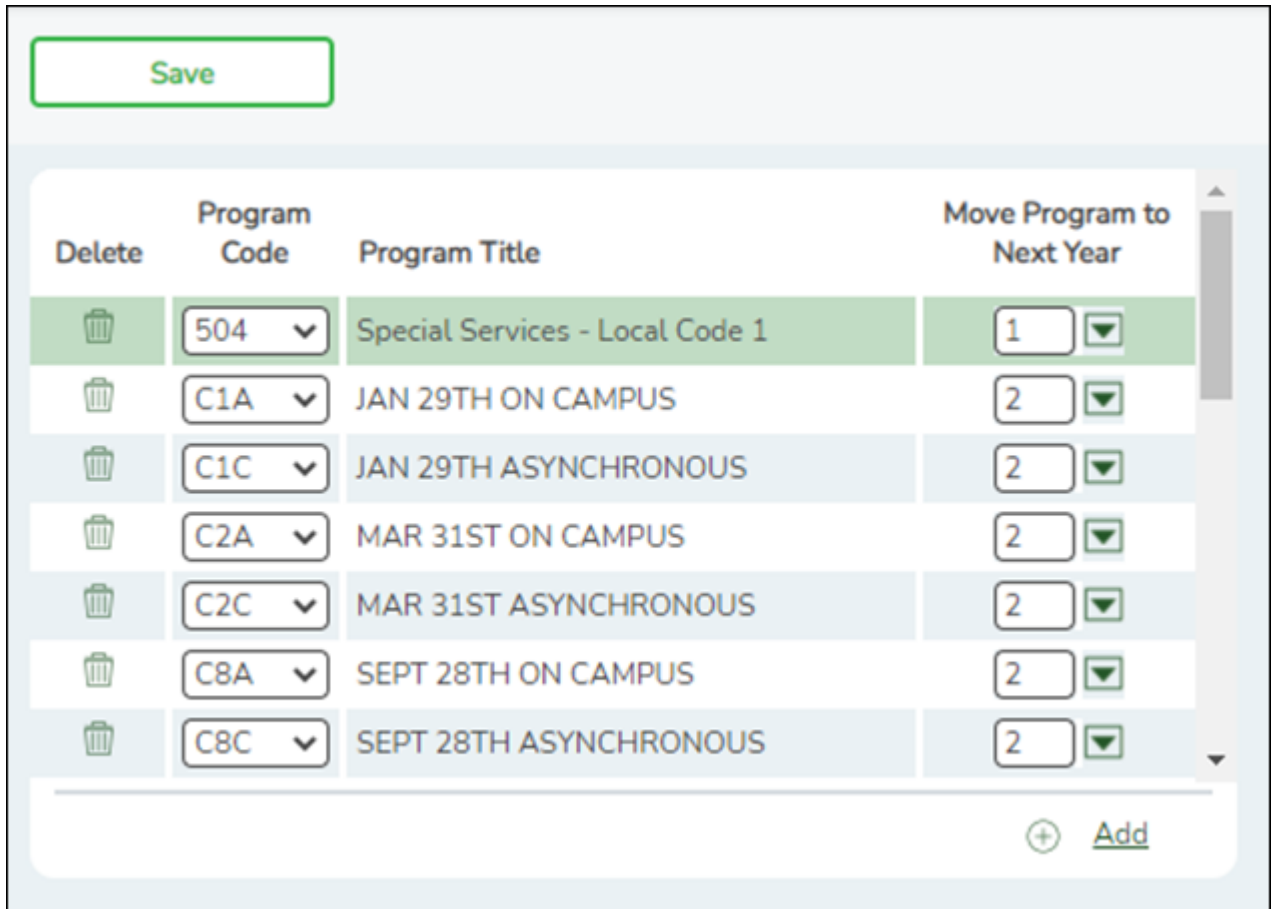 Save
Delete Program Code Program Title Move Program to Next Year
504 Special Services - Local Code 1 1
C1A JAN 29TH ON CAMPUS 2
C1C JAN 29TH ASYNCHRONOUS 2
C2A MAR 31ST ON CAMPUS 2
C2C MAR 31ST ASYNCHRONOUS 2
C8A SEPT 28TH ON CAMPUS 2
C8C SEPT 28TH ASYNCHRONOUS 2
Add